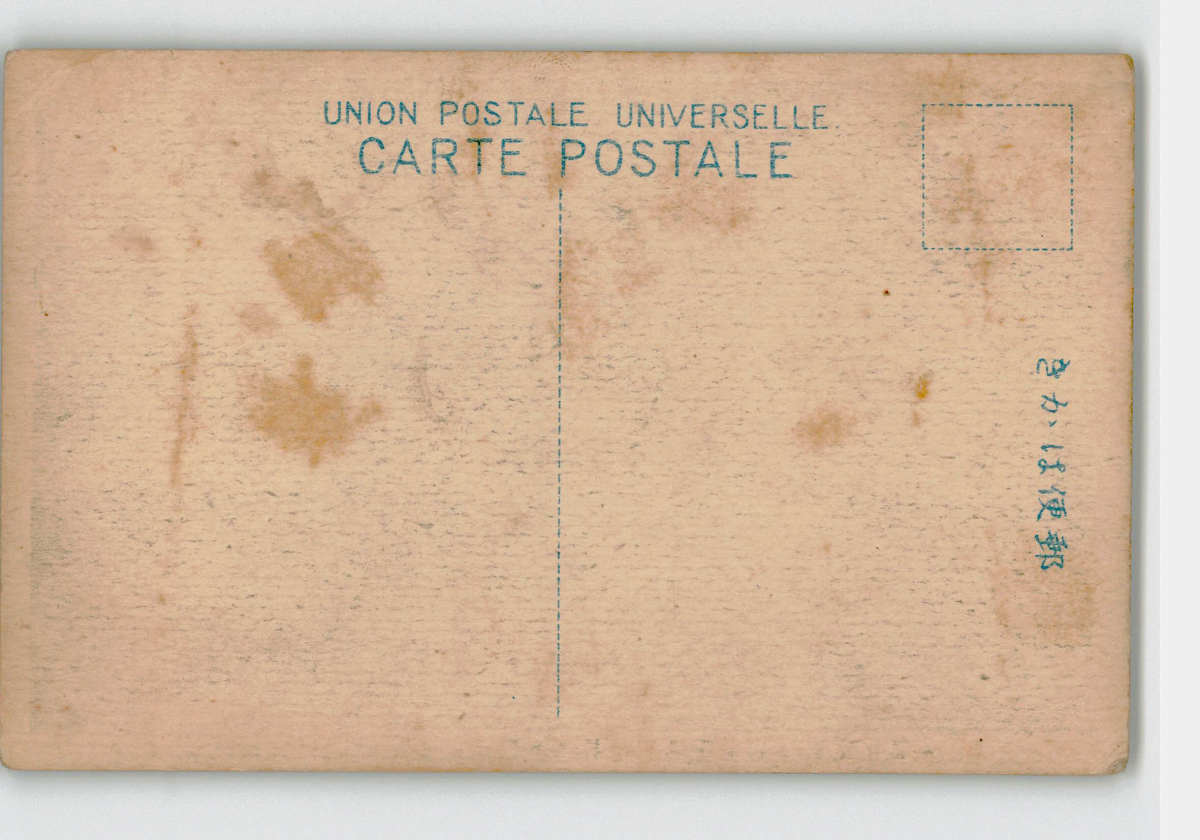 UNION POSTALE UNIVERSELLE.
CARTE POSTALE
きかは便郵